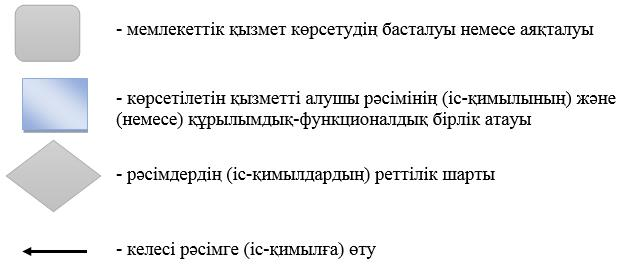 - мемлекеттік қызмет көрсетудің басталуы немесе аяқталуы
- көрсетілетін қызметті алушы рәсімінің (іс-қимылының) және
(немесе) құрылымдық-функционалдық бірлік атауы
- рәсімдердің (іс-қимылдардың) реттілік шарты
- келесі рәсімге (іс-қимылға) өту